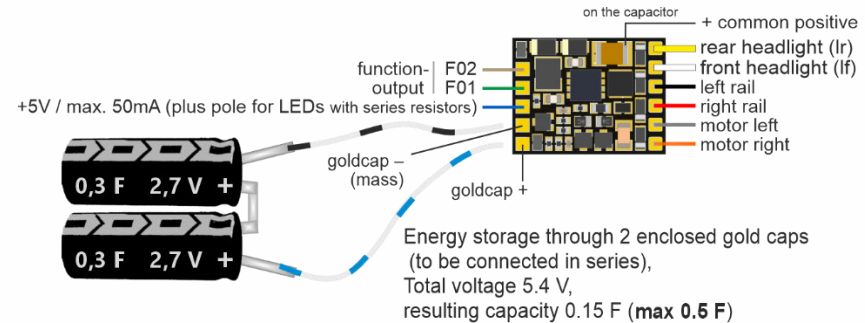 on the capacitor
+ common positive
rear headlight (lr)
front headlight (lf)
left rail
right rail
motor left
motor right
function- F02
output F01
+5V / max. 50mA (plus pole for LEDs with series resistors)
goldcap –
(mass)
goldcap +
0,3 F 2,7 V +
0,3 F 2,7 V +
Energy storage through 2 enclosed gold caps
(to be connected in series),
Total voltage 5.4 V,
resulting capacity 0.15 F (max 0.5 F)